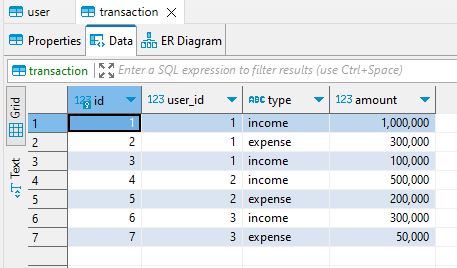 user transaction
Properties Data ER Diagram
transaction Enter a SQL expression to filter results (use Ctrl+Space)
Grid
Text
123 id 123 user_id ABC type 123 amount
1 1 1 income 1,000,000
2 2 1 expense 300,000
3 3 1 income 100,000
4 4 2 income 500,000
5 5 2 expense 200,000
6 6 3 income 300,000
7 7 3 expense 50,000